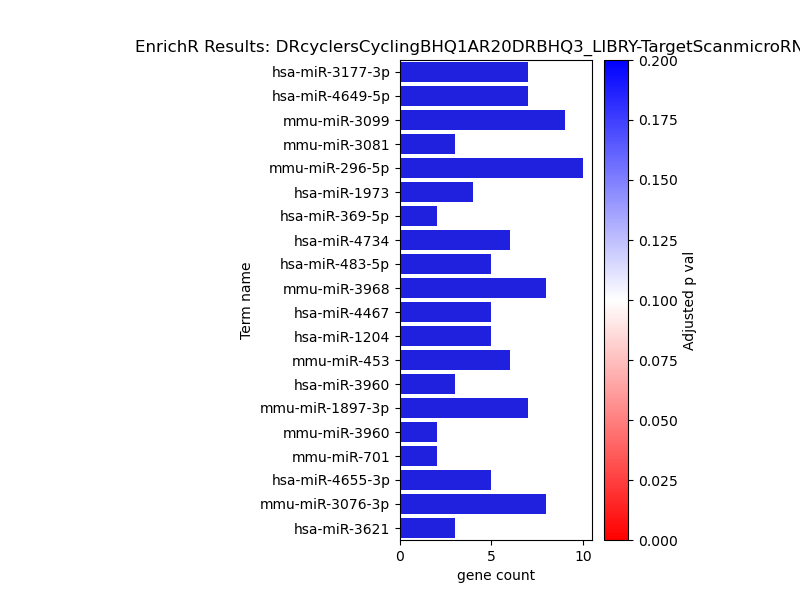 EnrichR Results: DRcyclersCyclingBHQ1AR20DRBHQ3_LIBRY-TargetScanmicroRN
hsa-miR-3177-3p
hsa-miR-4649-5p
mmu-miR-3099
mmu-miR-3081
mmu-miR-296-5p
hsa-miR-1973
hsa-miR-369-5p
hsa-miR-4734
hsa-miR-483-5p
mmu-miR-3968
hsa-miR-4467
hsa-miR-1204
mmu-miR-453
hsa-miR-3960
mmu-miR-1897-3p
mmu-miR-3960
mmu-miR-701
hsa-miR-4655-3p
mmu-miR-3076-3p
hsa-miR-3621
Term name
0 5 10
gene count
0.200
0.175
0.150
0.125
0.100
0.075
0.050
0.025
0.000
Adjusted p val